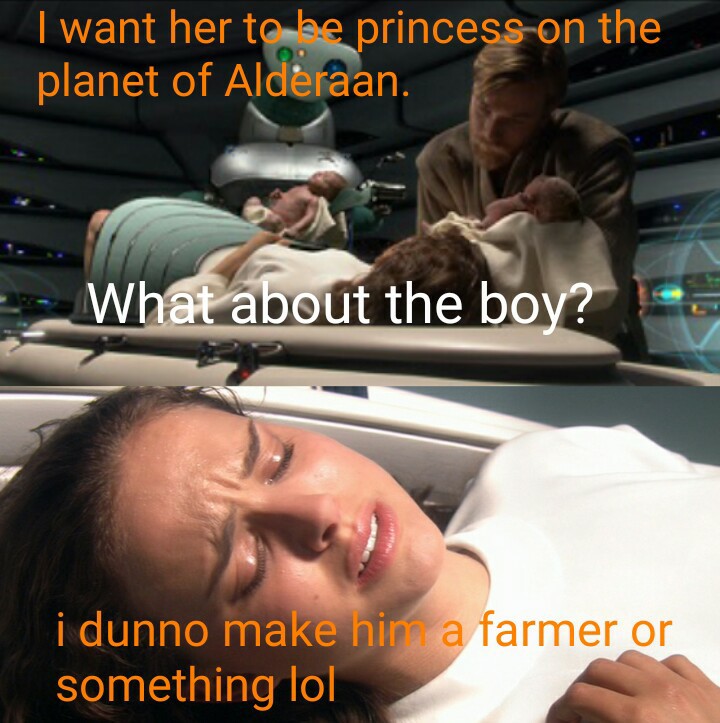 I want her to be princess on the
planet of Alderaan.
What about the boy?
i dunno make him a farmer or
something lol